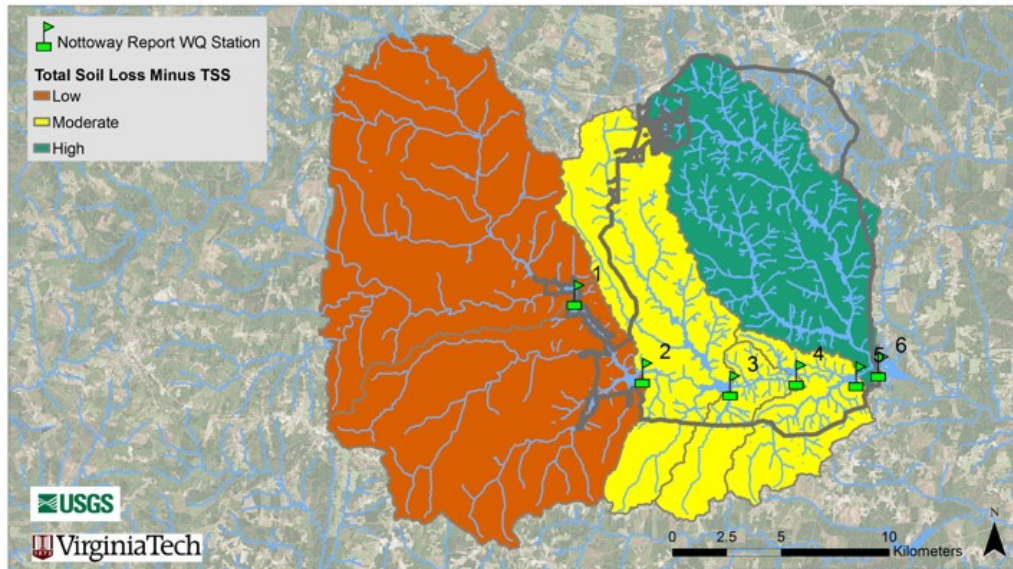 Nottoway Report WQ Station
Total Soil Loss Minus TSS
Low
Moderate
High
1
2
3
4
5
6
USGS
VirginiaTech
N
0 2.5 5 10
Kilometers